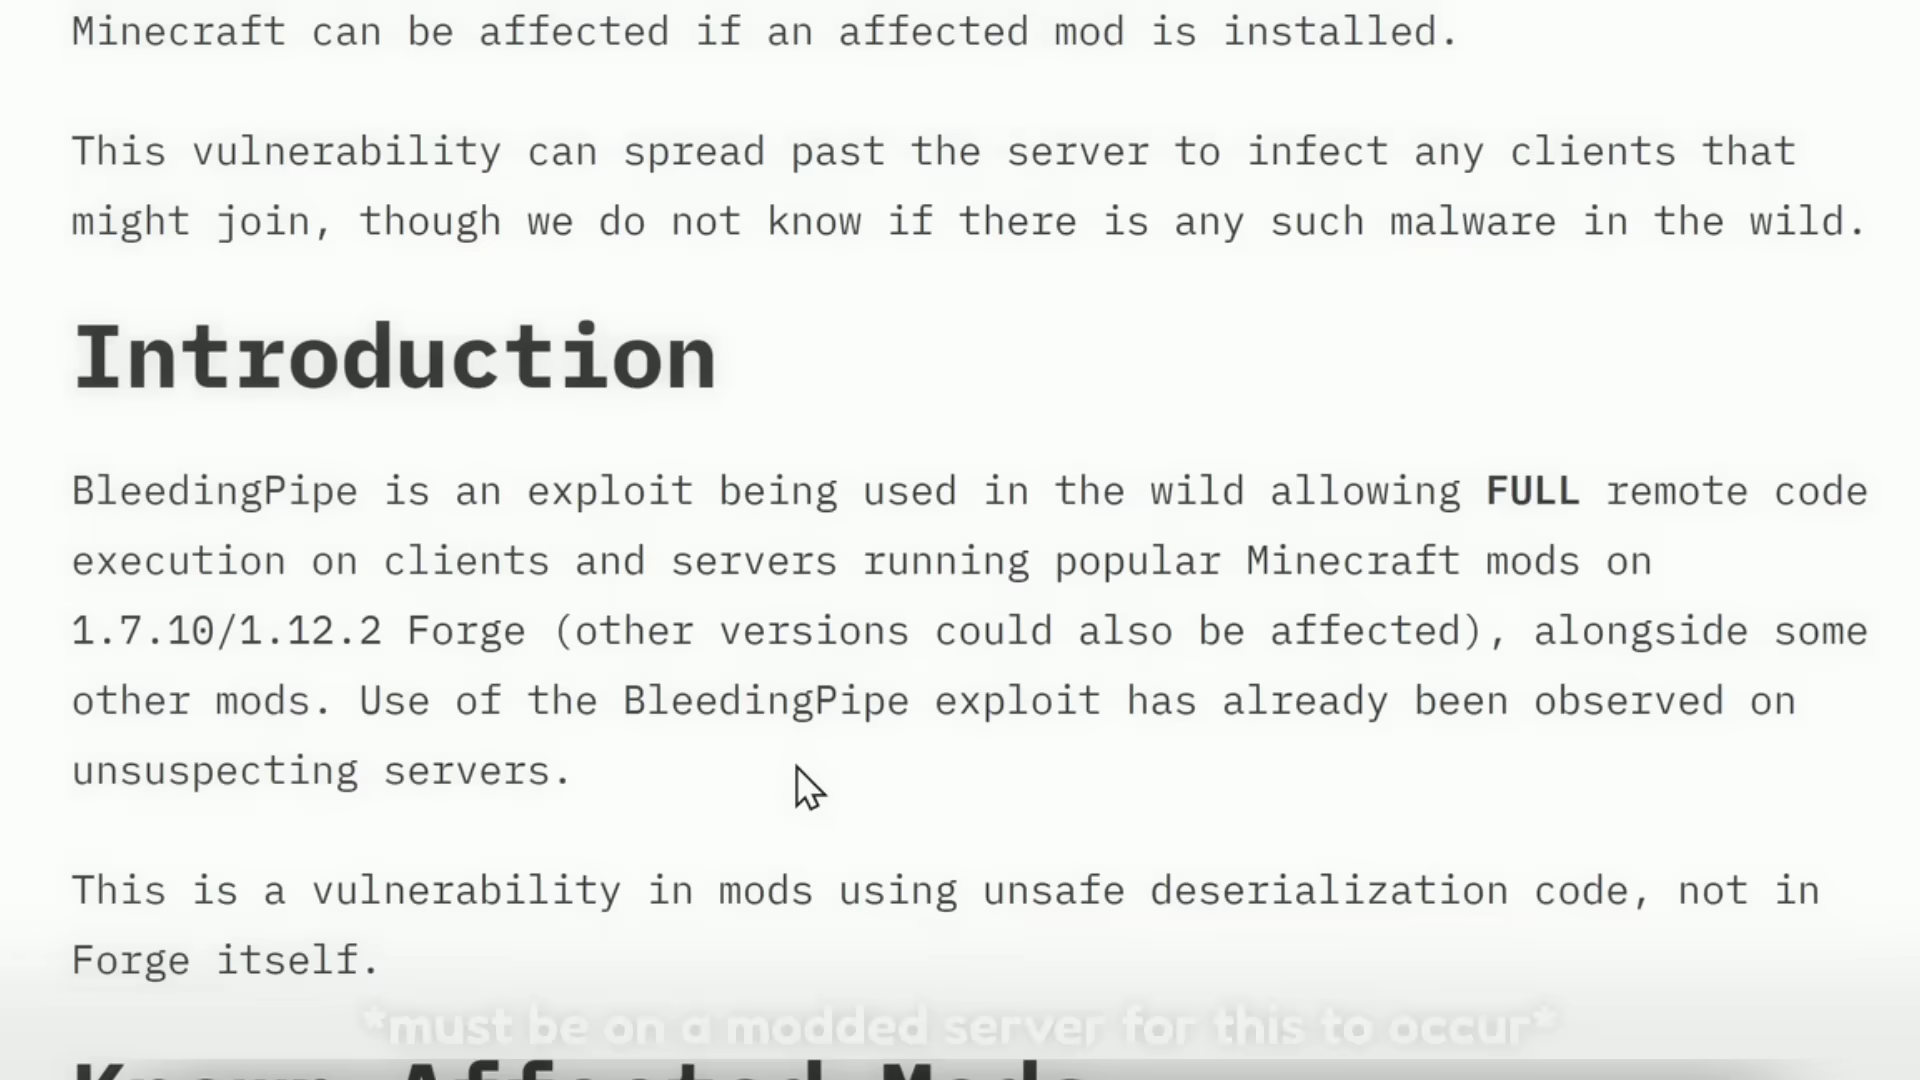 Minecraft can be affected if an affected mod is installed.
This vulnerability can spread past the server to infect any clients that
might join, though we do not know if there is any such malware in the wild.
Introduction
BleedingPipe is an exploit being used in the wild allowing FULL remote code
execution on clients and servers running popular Minecraft mods on
1.7.10/1.12.2 Forge (other versions could also be affected), alongside some
other mods. Use of the BleedingPipe exploit has already been observed on
unsuspecting servers.
This is a vulnerability in mods using unsafe deserialization code, not in
Forge itself.
*must be on a modded server for this to occur*
Known Affected Mods